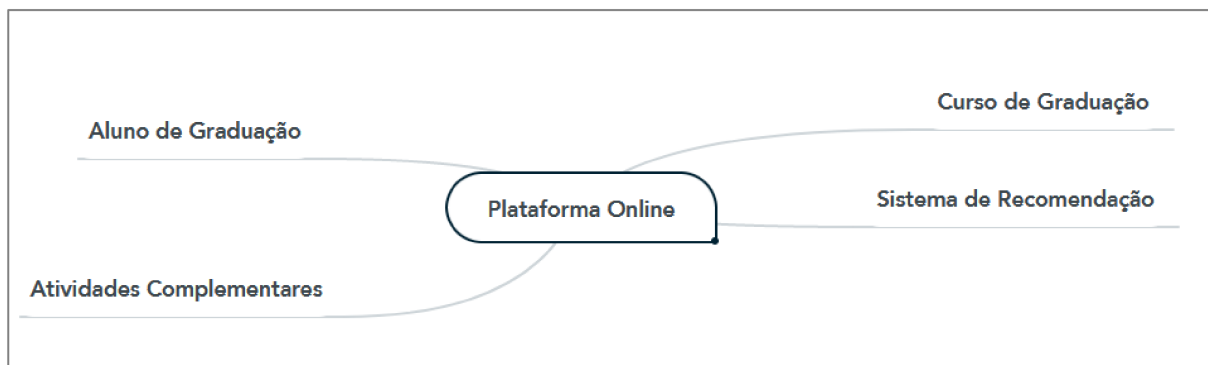 Curso de Graduação
Aluno de Graduação
Sistema de Recomendação
Plataforma Online
Atividades Complementares